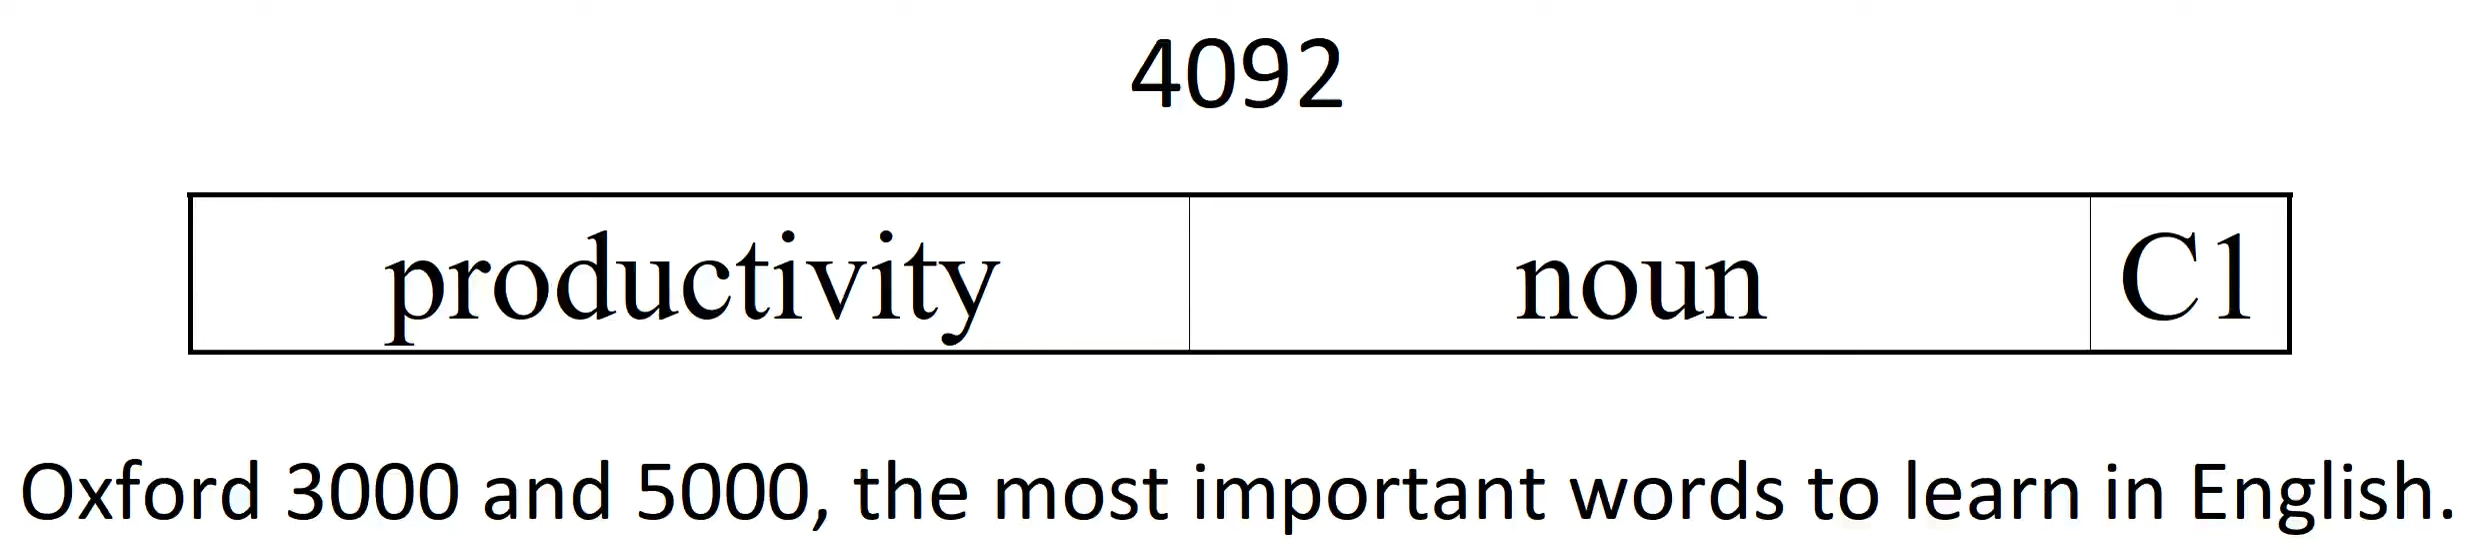 4092
productivity noun C1
Oxford 3000 and 5000, the most important words to learn in English.